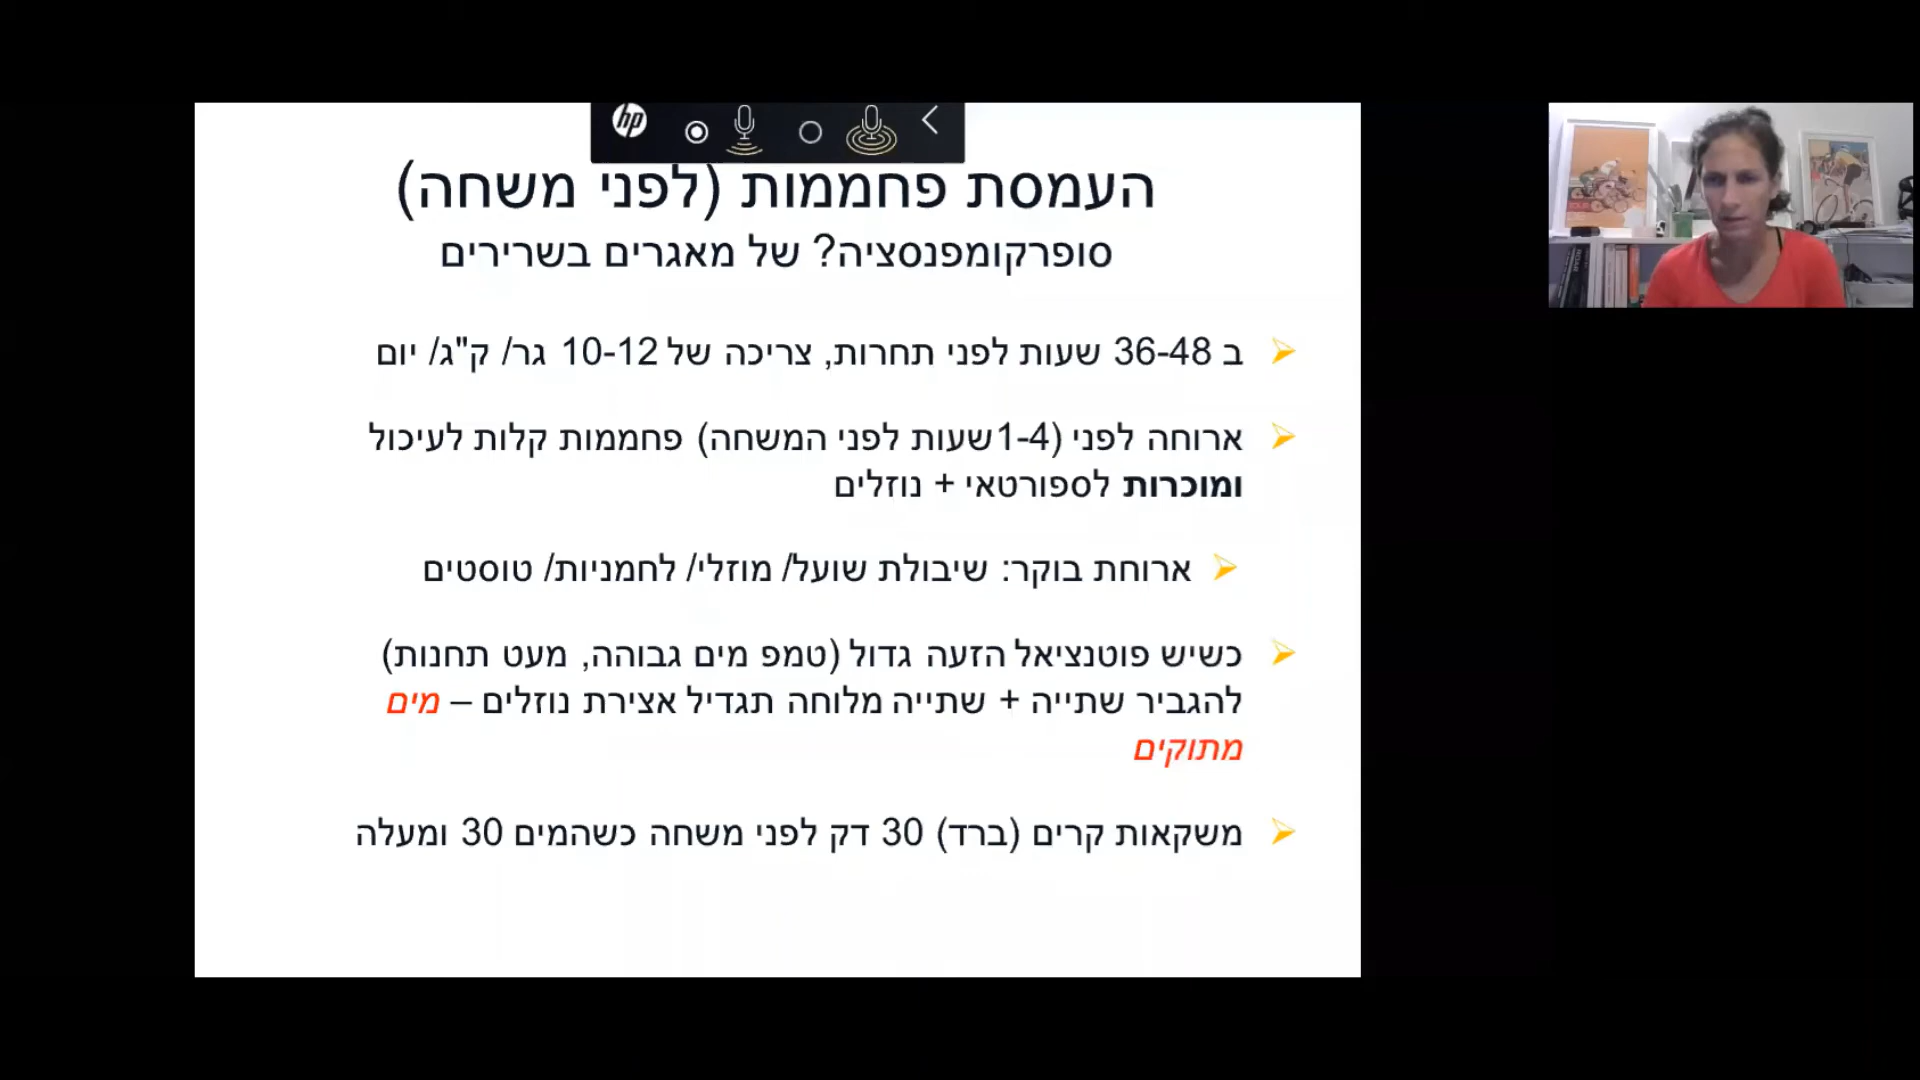 hp
העמסת פחממות (לפני משחה)
סופרקומפנסציה? של מאגרים בשרירים
ב 36-48 שעות לפני תחרות, צריכה של 10-12 גר/ ק"ג/ יום
ארוחה לפני (1-4שעות לפני המשחה) פחממות קלות לעיכול
ומוכרות לספורטאי + נוזלים
ארוחת בוקר: שיבולת שועל/ מוזלי/ לחמניות/ טוסטים
כשיש פוטנציאל הזעה גדול (טמפ מים גבוהה, מעט תחנות)
להגביר שתייה + שתייה מלוחה תגדיל אצירת נוזלים – מים
מתוקים
משקאות קרים (ברד) 30 דק לפני משחה כשהמים 30 ומעלה